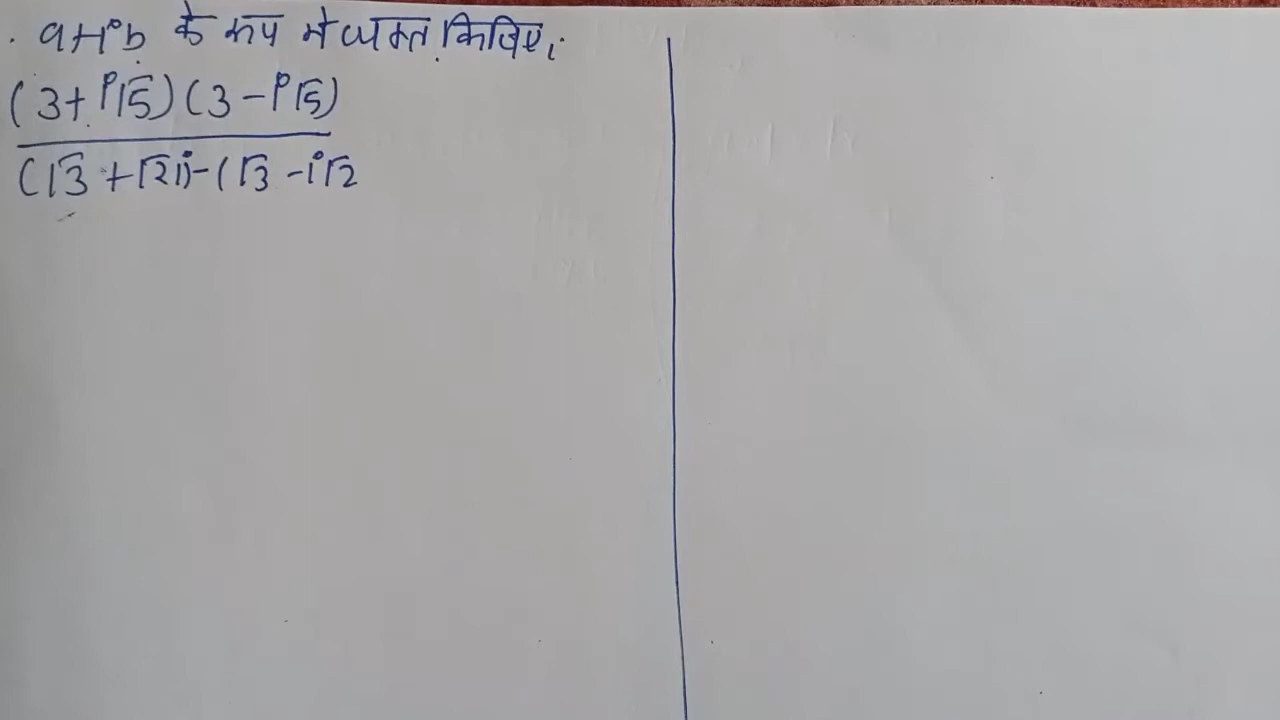 a+ib के रूप मे व्यक्त किजिए।
(3+i√5)(3-i√5)
(√3+√2i)-(√3-i√2